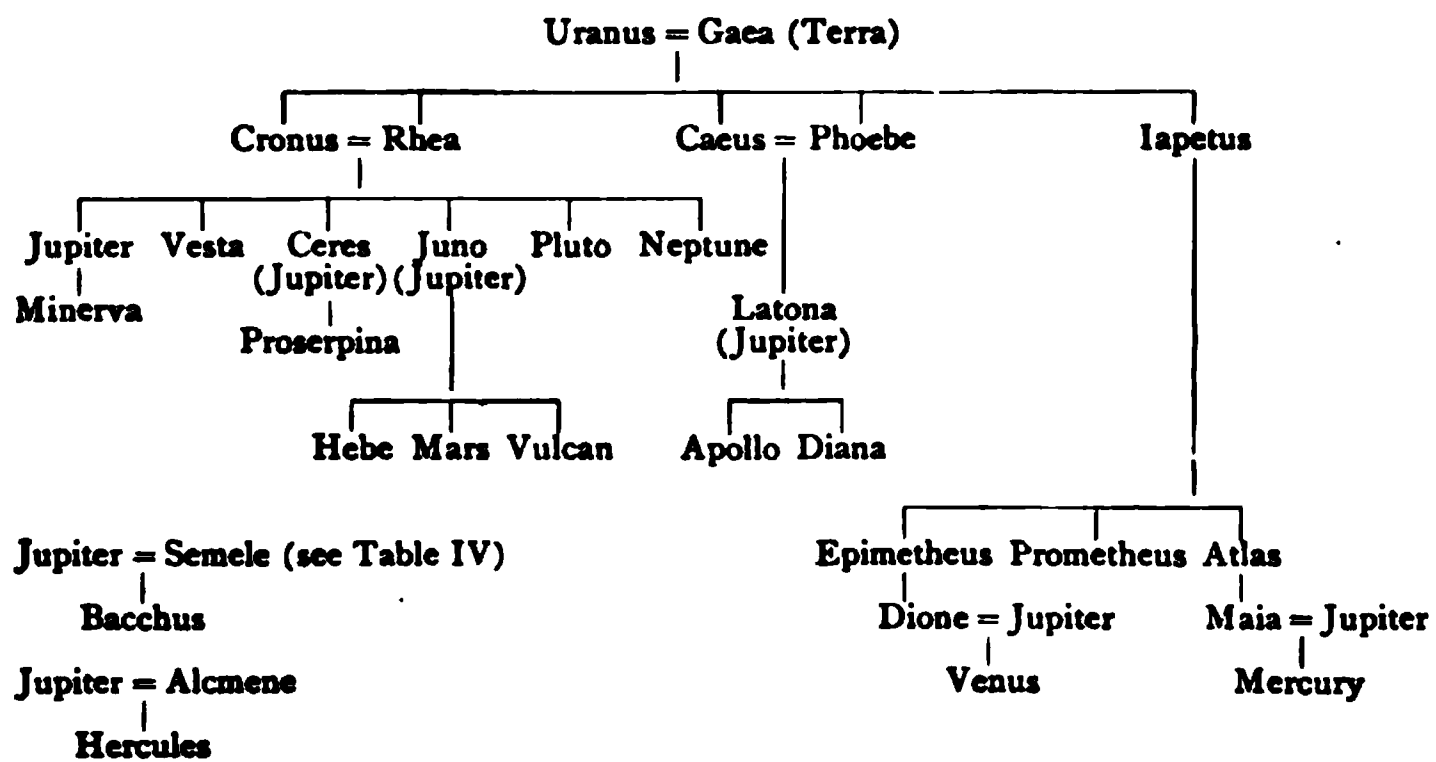 Uranus = Gaea (Terra)
Cronus = Rhea Caeus = Phoebe Iapetus
Jupiter Vesta Ceres Juno Pluto Neptune
(Jupiter) (Jupiter)
Minerva Latona
Proserpina (Jupiter)
Hebe Mars Vulcan Apollo Diana
Jupiter = Semele (see Table IV) Epimetheus Prometheus Atlas
Bacchus Dione = Jupiter Maia = Jupiter
Jupiter = Alcmene Venus Mercury
Hercules